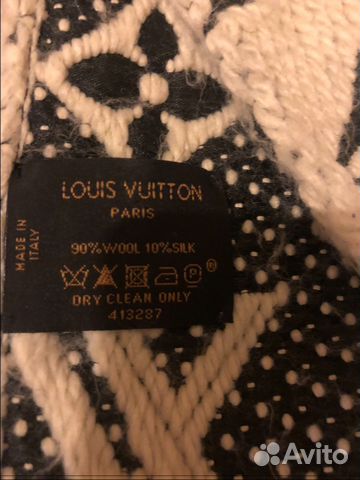 LOUIS VUITTON
PARIS
MADE IN
ITALY
90% WOOL 10% SILK
P
®
DRY CLEAN ONLY
413287
Avito